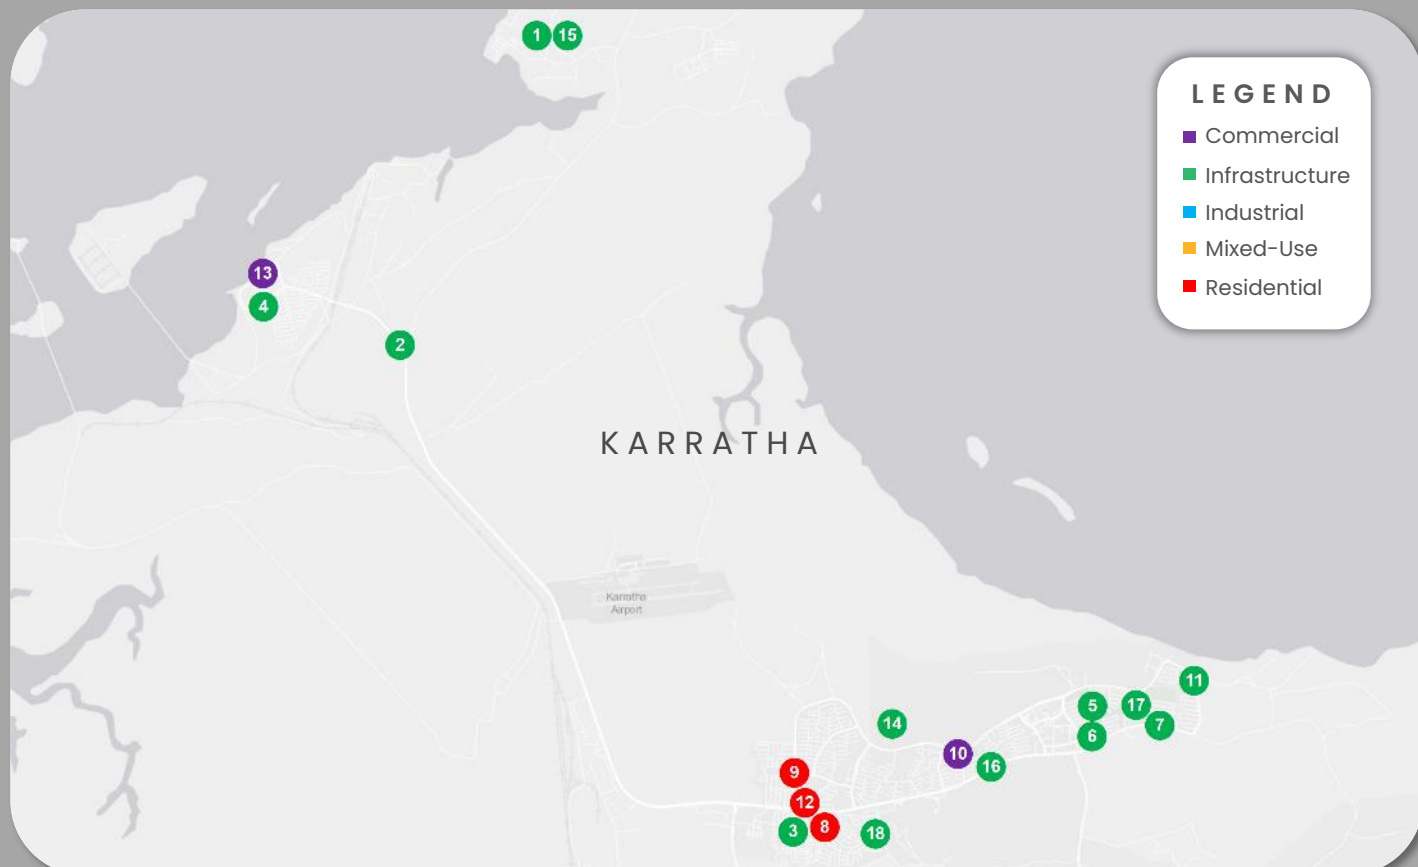 1 15
LEGEND
Commercial
Infrastructure
Industrial
Mixed-Use
Residential
13
4
2
KARRATHA
Karratha
Airport
11
5 17
7
6
14
10
16
9
12
3 8 18